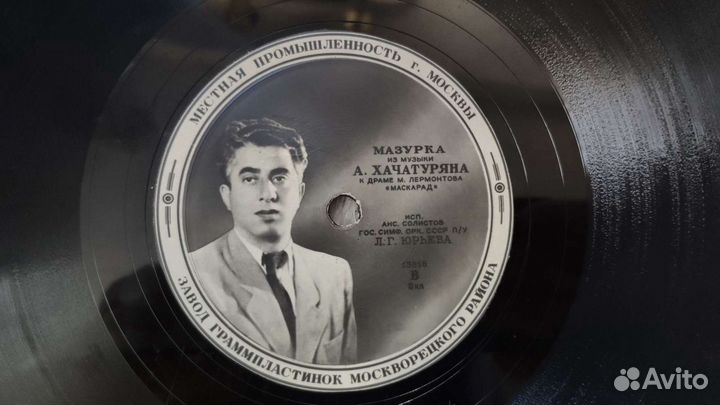 МЕСТНАЯ ПРОМЫШЛЕННОСТЬ г. МОСКВЫ
МАЗУРКА
ИЗ МУЗЫКИ
А. ХАЧАТУРЯНА
К ДРАМЕ М. ЛЕРМОНТОВА
«МАСКАРАД»
ИСП.
АНС. СОЛИСТОВ
ГОС. СИМФ. ОРК. СССР П/У
Л. Г. ЮРЬЕВА
В
ЗАВОД ГРАММПЛАСТИНОК МОСКВОРЕЦКОГО РАЙОНА
Avito